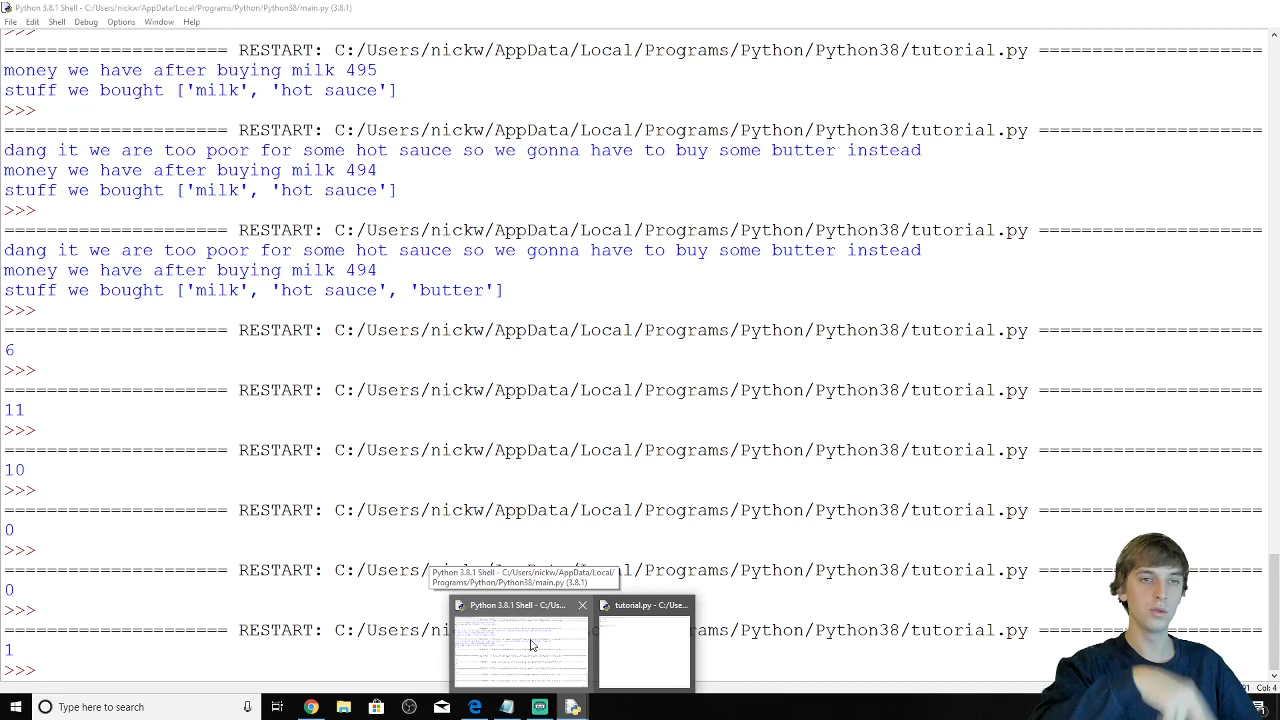 Python 3.8.1 Shell - C:/Users/nickw/AppData/Local/Programs/Python/Python38/main.py (3.8.1)
File Edit Shell Debug Options Window Help
>>>
===================== RESTART: C:/Users/nickw/AppData/Local/Programs/Python/Python38/tutorial.py =====================
money we have after buying milk 495
stuff we bought ['milk', 'hot sauce']
>>>
===================== RESTART: C:/Users/nickw/AppData/Local/Programs/Python/Python38/tutorial.py =====================
dang it we are too poor for some hot sauce so we gonna have to buy some butter instead
money we have after buying milk 494
stuff we bought ['milk', 'hot sauce']
>>>
===================== RESTART: C:/Users/nickw/AppData/Local/Programs/Python/Python38/tutorial.py =====================
dang it we are too poor for some hot sauce so we gonna have to buy some butter instead
money we have after buying milk 494
stuff we bought ['milk', 'hot sauce', 'butter']
>>>
===================== RESTART: C:/Users/nickw/AppData/Local/Programs/Python/Python38/tutorial.py =====================
6
>>>
===================== RESTART: C:/Users/nickw/AppData/Local/Programs/Python/Python38/tutorial.py =====================
11
>>>
===================== RESTART: C:/Users/nickw/AppData/Local/Programs/Python/Python38/tutorial.py =====================
10
>>>
===================== RESTART: C:/Users/nickw/AppData/Local/Programs/Python/Python38/tutorial.py =====================
0
>>>
===================== RESTART: C:/Users/nickw/AppData/Local/Programs/Python/Python38/tutorial.py =====================
Python 3.8.1 Shell - C:/Users/nickw/AppData/Local/
Programs/Python/Python38/main.py (3.8.1)
0
>>>
Python 3.8.1 Shell - C:/Us... tutorial.py - C:/Use...
===================== RESTART: C:/Users/ni rams/Python/Python38/tutorial.py =====================
1
Col: 4
Type here to search